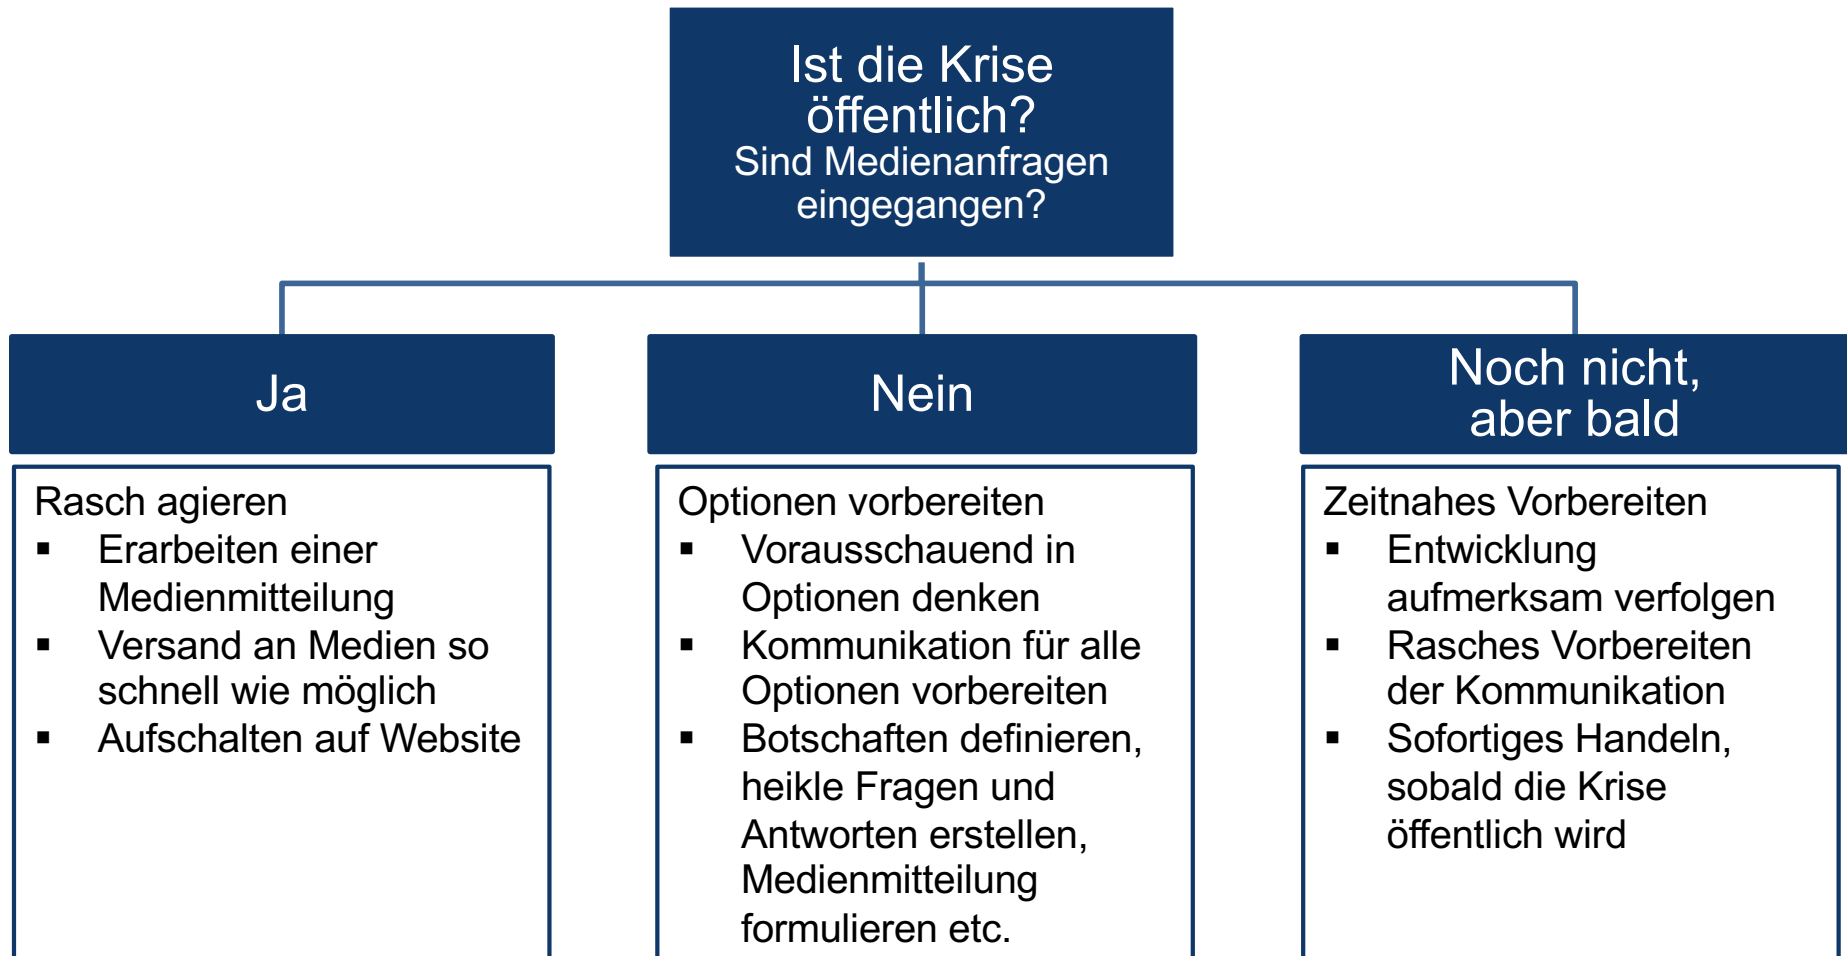 Ist die Krise
öffentlich?
Sind Medienanfragen
eingegangen?
Ja
Rasch agieren
▪ Erarbeiten einer
Medienmitteilung
▪ Versand an Medien so
schnell wie möglich
▪ Aufschalten auf Website
Nein
Optionen vorbereiten
▪ Vorausschauend in
Optionen denken
▪ Kommunikation für alle
Optionen vorbereiten
▪ Botschaften definieren,
heikle Fragen und
Antworten erstellen,
Medienmitteilung
formulieren etc.
Noch nicht,
aber bald
Zeitnahes Vorbereiten
▪ Entwicklung
aufmerksam verfolgen
▪ Rasches Vorbereiten
der Kommunikation
▪ Sofortiges Handeln,
sobald die Krise
öffentlich wird